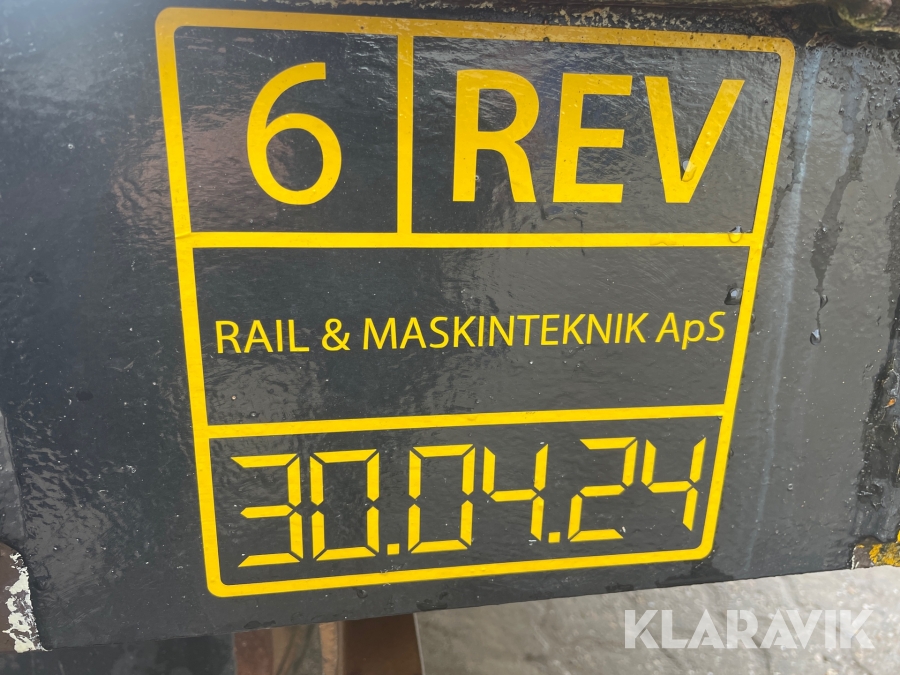 6 REV
RAIL & MASKINTEKNIK ApS
30.04.24
KLARAVIK